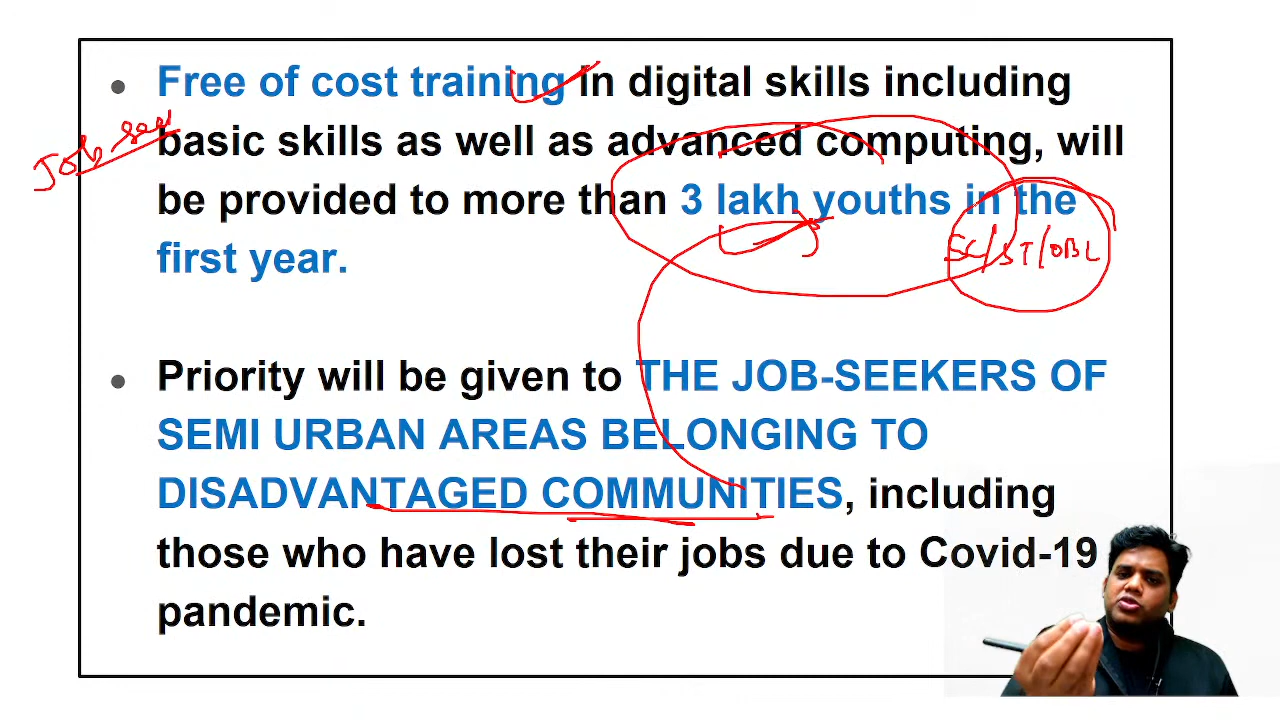 Free of cost training in digital skills including
basic skills as well as advanced computing, will
be provided to more than 3 lakh youths in the
first year.
Job see
SC/ST/OBC
Priority will be given to THE JOB-SEEKERS OF
SEMI URBAN AREAS BELONGING TO
DISADVANTAGED COMMUNITIES, including
those who have lost their jobs due to Covid-19
pandemic.